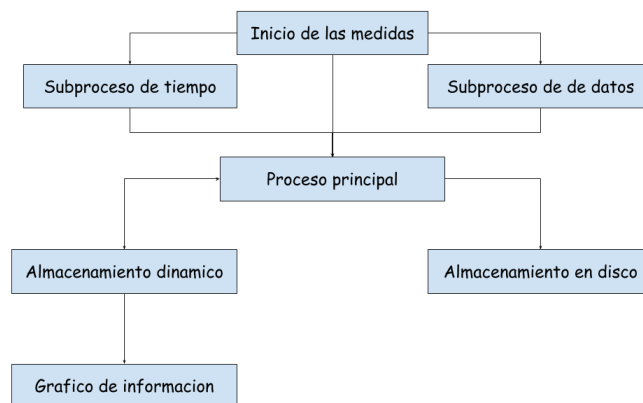 Inicio de las medidas
Subproceso de tiempo
Subproceso de de datos
Proceso principal
Almacenamiento dinamico
Almacenamiento en disco
Grafico de informacion